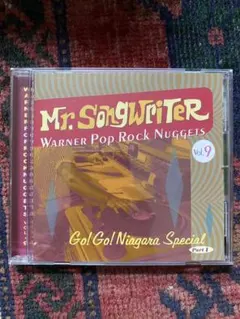 Mr. SongWriter
WARNER POP ROCK NUGGETS
Vol. 9
Go! Go! Niagara Special
Part 1